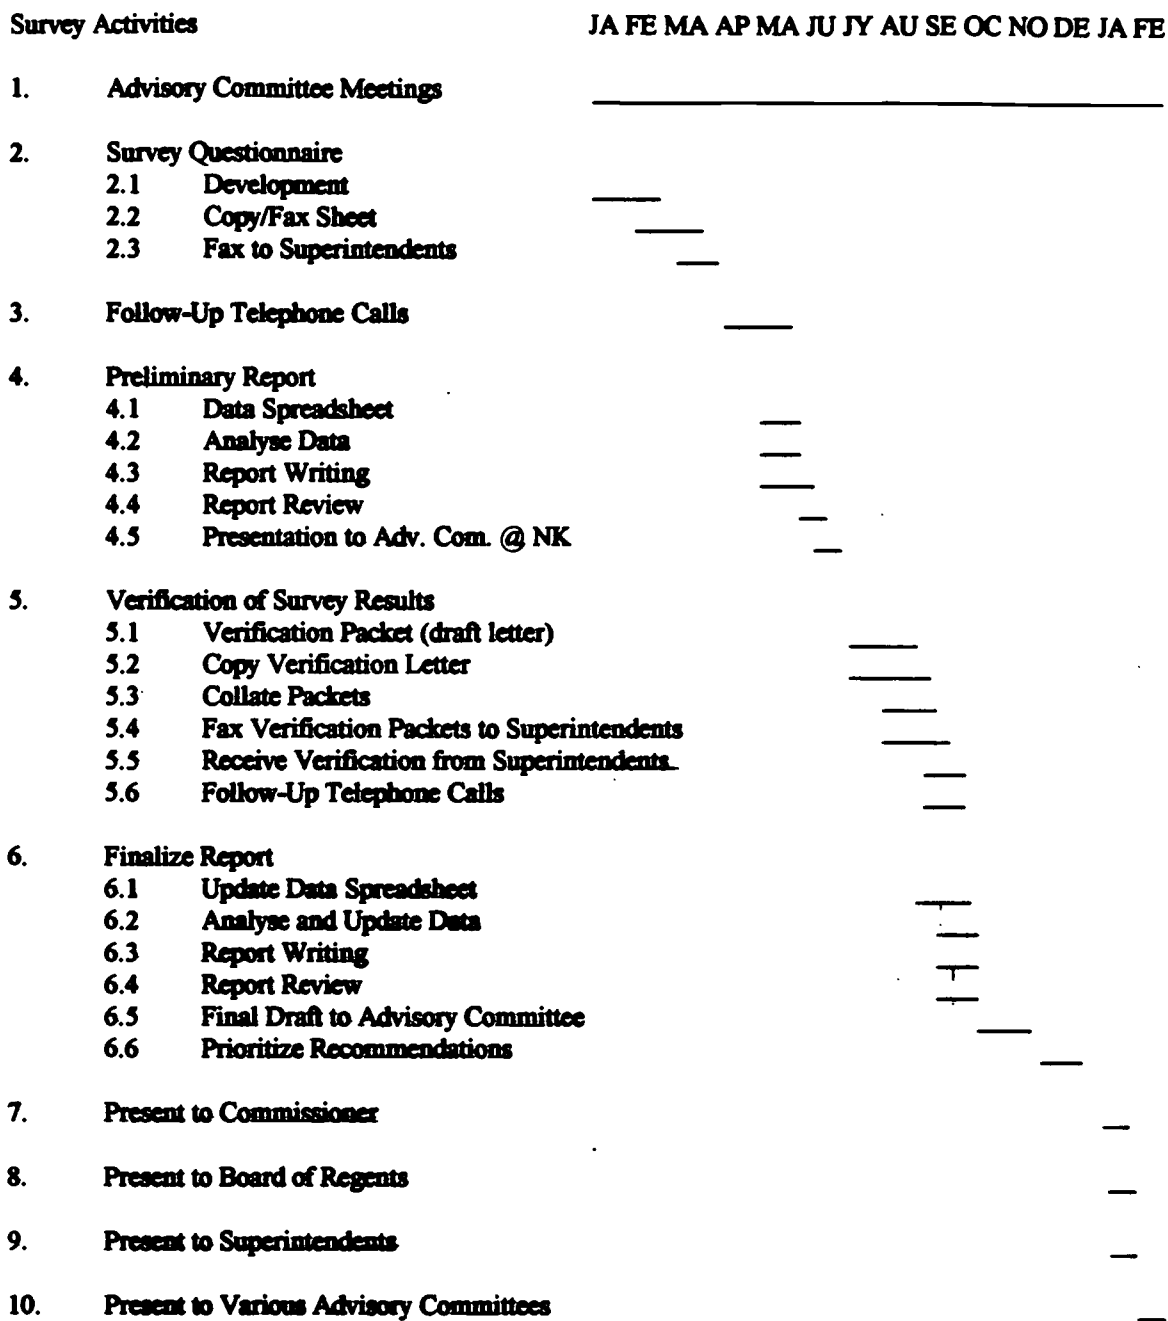 Survey Activities JA FE MA AP MA JU JY AU SE OC NO DE JA FE
1. Advisory Committee Meetings
2. Survey Questionnaire
2.1 Development
2.2 Copy/Fax Sheet
2.3 Fax to Superintendents
3. Follow-Up Telephone Calls
4. Preliminary Report
4.1 Data Spreadsheet
4.2 Analyse Data
4.3 Report Writing
4.4 Report Review
4.5 Presentation to Adv. Com. @ NK
5. Verification of Survey Results
5.1 Verification Packet (draft letter)
5.2 Copy Verification Letter
5.3 Collate Packets
5.4 Fax Verification Packets to Superintendents
5.5 Receive Verification from Superintendents
5.6 Follow-Up Telephone Calls
6. Finalize Report
6.1 Update Data Spreadsheet
6.2 Analyse and Update Data
6.3 Report Writing
6.4 Report Review
6.5 Final Draft to Advisory Committee
6.6 Prioritize Recommendations
7. Present to Commissioner
8. Present to Board of Regents
9. Present to Superintendents
10. Present to Various Advisory Committees